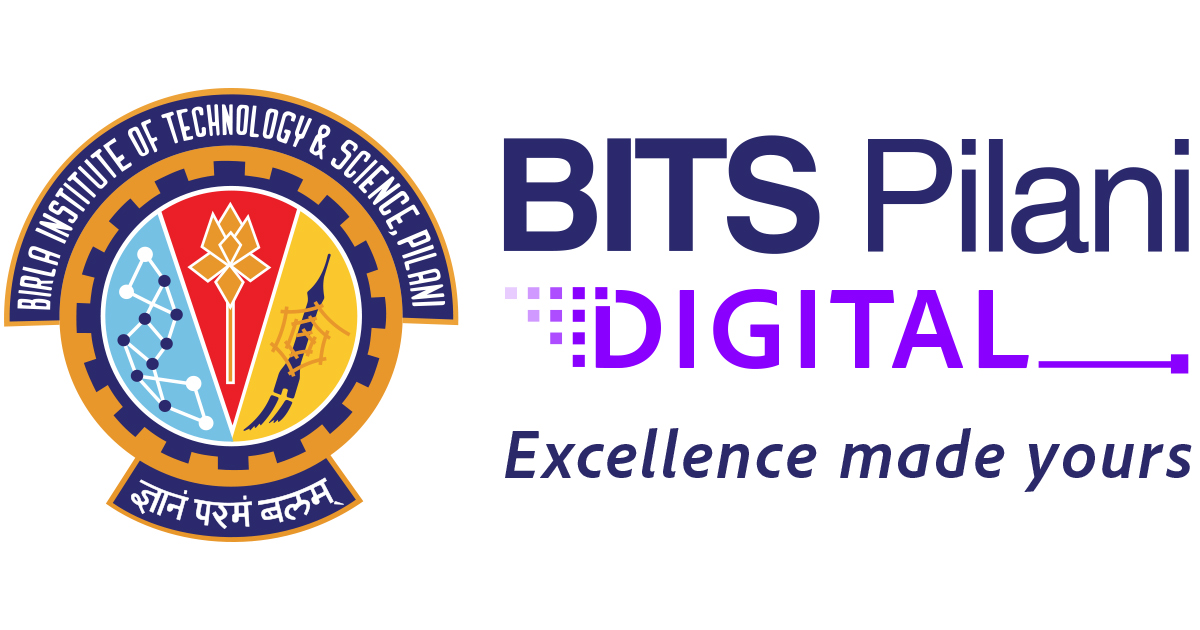 BIRLA INSTITUTE OF TECHNOLOGY & SCIENCE, PILANI
ज्ञानं परमं बलम्
BITS Pilani
DIGITAL
Excellence made yours